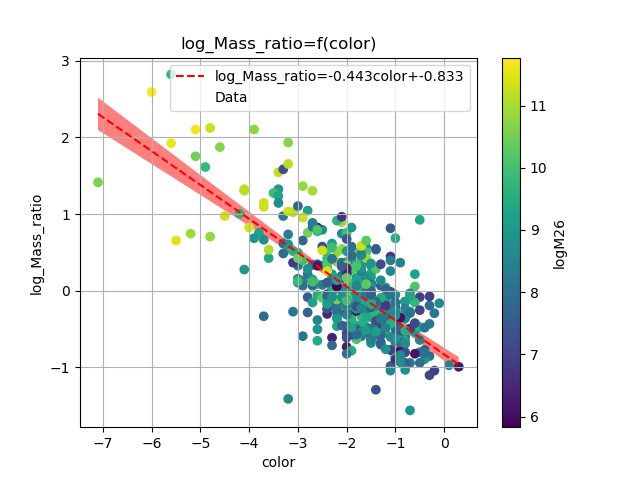 log_Mass_ratio=f(color)
log_Mass_ratio=-0.443color+-0.833
Data
3
2
1
0
−1
log_Mass_ratio
−7 −6 −5 −4 −3 −2 −1 0
color
11
10
9
8
7
6
logM26